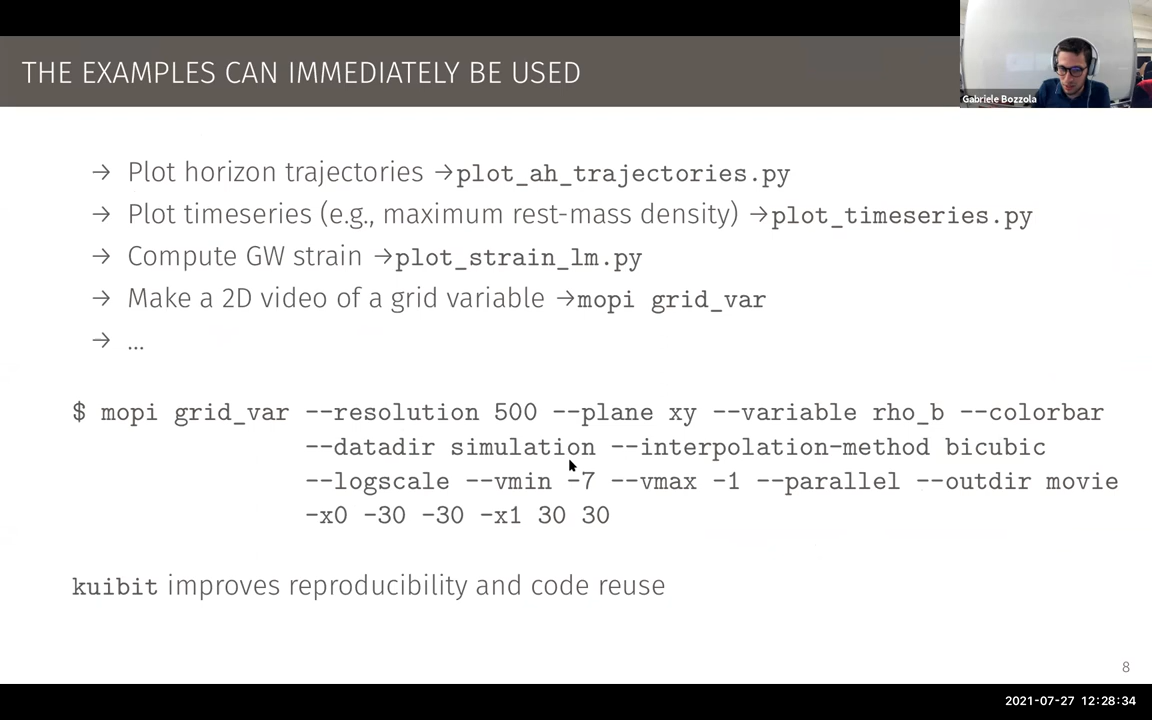 THE EXAMPLES CAN IMMEDIATELY BE USED
Gabriele Bozzola
→ Plot horizon trajectories →plot_ah_trajectories.py
→ Plot timeseries (e.g., maximum rest-mass density) →plot_timeseries.py
→ Compute GW strain →plot_strain_lm.py
→ Make a 2D video of a grid variable →mopi grid_var
→ ...
$ mopi grid_var --resolution 500 --plane xy --variable rho_b --colorbar
--datadir simulation --interpolation-method bicubic
--logscale --vmin -7 --vmax -1 --parallel --outdir movie
-x0 -30 -30 -x1 30 30
kuibit improves reproducibility and code reuse
8
2021-07-27 12:28:34